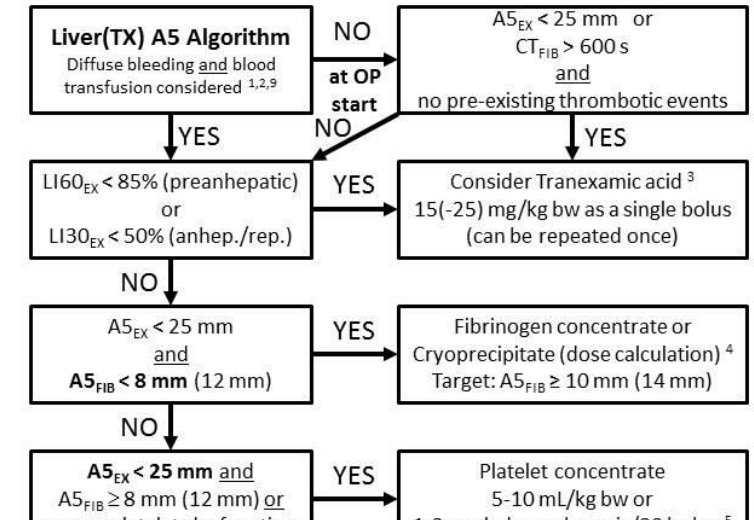 Liver(TX) A5 Algorithm
Diffuse bleeding and blood
transfusion considered 1,2,9
NO
at OP
start
A5EX < 25 mm or
CTFIB > 600 s
and
no pre-existing thrombotic events
NO
YES
YES
LI60EX < 85% (preanhepatic)
or
LI30EX < 50% (anhep./rep.)
YES
Consider Tranexamic acid 3
15(-25) mg/kg bw as a single bolus
(can be repeated once)
NO
A5EX < 25 mm
and
A5FIB < 8 mm (12 mm)
YES
Fibrinogen concentrate or
Cryoprecipitate (dose calculation) 4
Target: A5FIB ≥ 10 mm (14 mm)
NO
A5EX < 25 mm and
A5FIB ≥ 8 mm (12 mm) or
YES
Platelet concentrate
5-10 mL/kg bw or